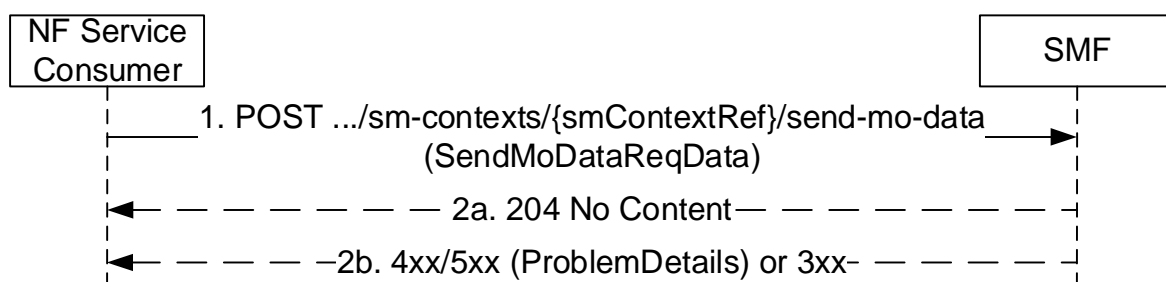 NF Service
Consumer
SMF
1. POST .../sm-contexts/{smContextRef}/send-mo-data
(SendMoDataReqData)
2a. 204 No Content
2b. 4xx/5xx (ProblemDetails) or 3xx